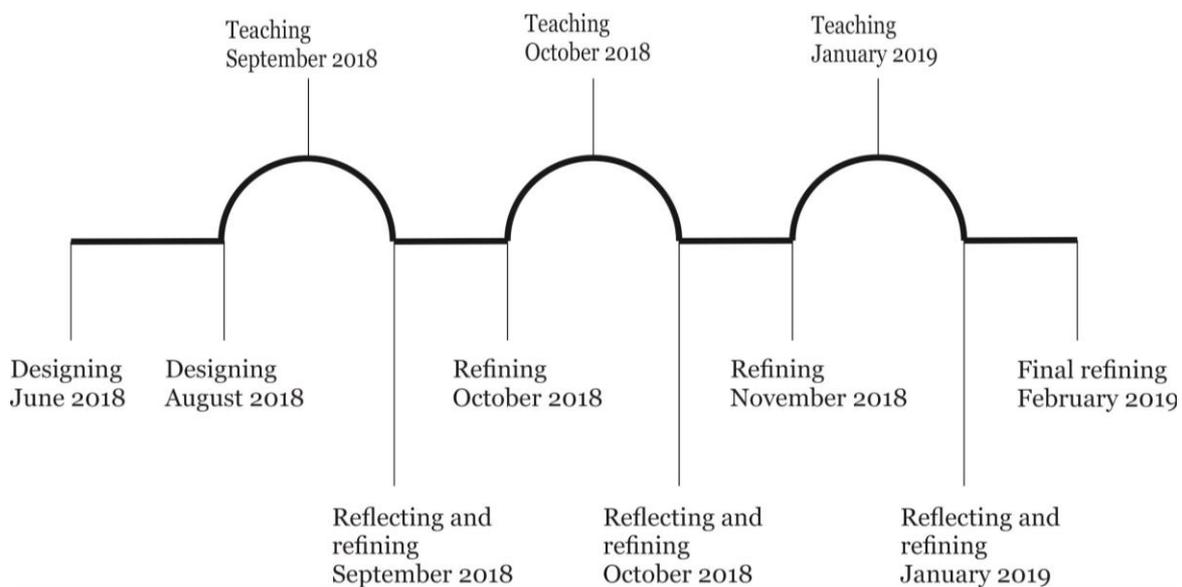 Teaching
September 2018
Teaching
October 2018
Teaching
January 2019
Designing
June 2018
Designing
August 2018
Refining
October 2018
Refining
November 2018
Final refining
February 2019
Reflecting and
refining
September 2018
Reflecting and
refining
October 2018
Reflecting and
refining
January 2019